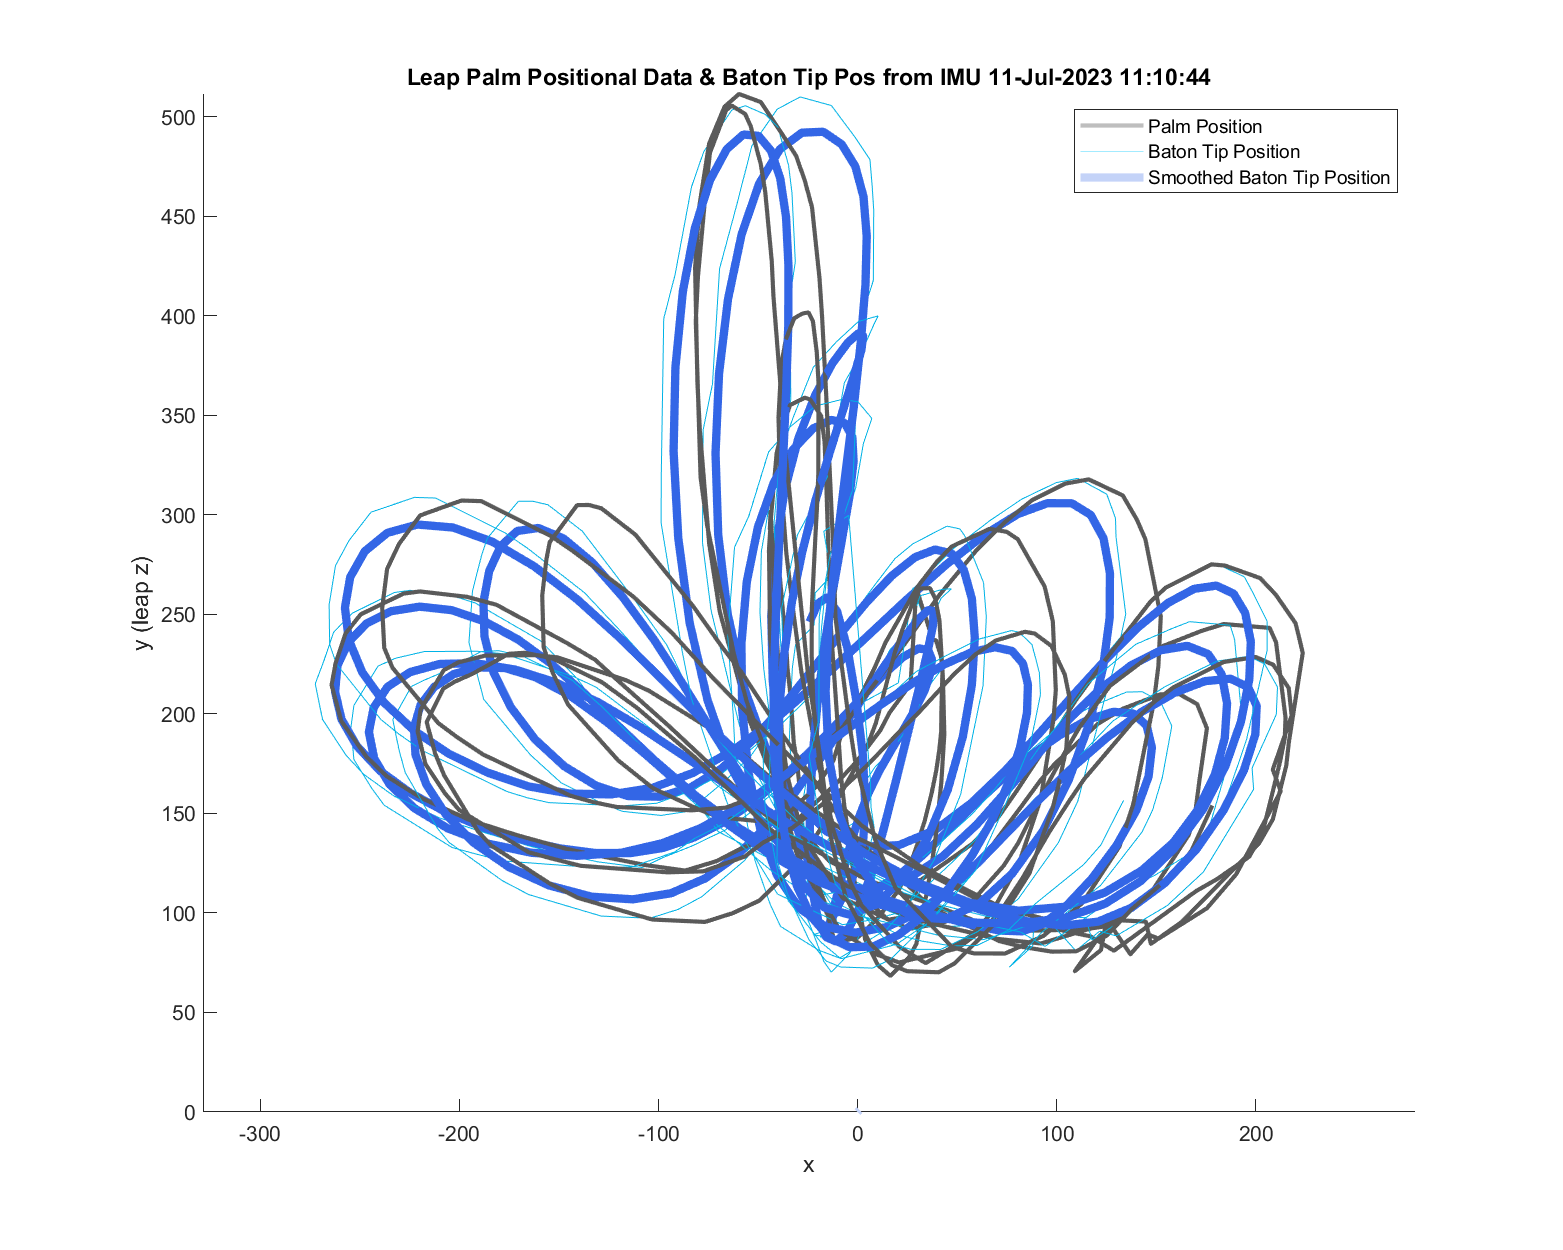 Leap Palm Positional Data & Baton Tip Pos from IMU 11-Jul-2023 11:10:44
Palm Position
Baton Tip Position
Smoothed Baton Tip Position
500
450
400
350
300
250
200
150
100
50
0
y (leap z)
-300 -200 -100 0 100 200
x